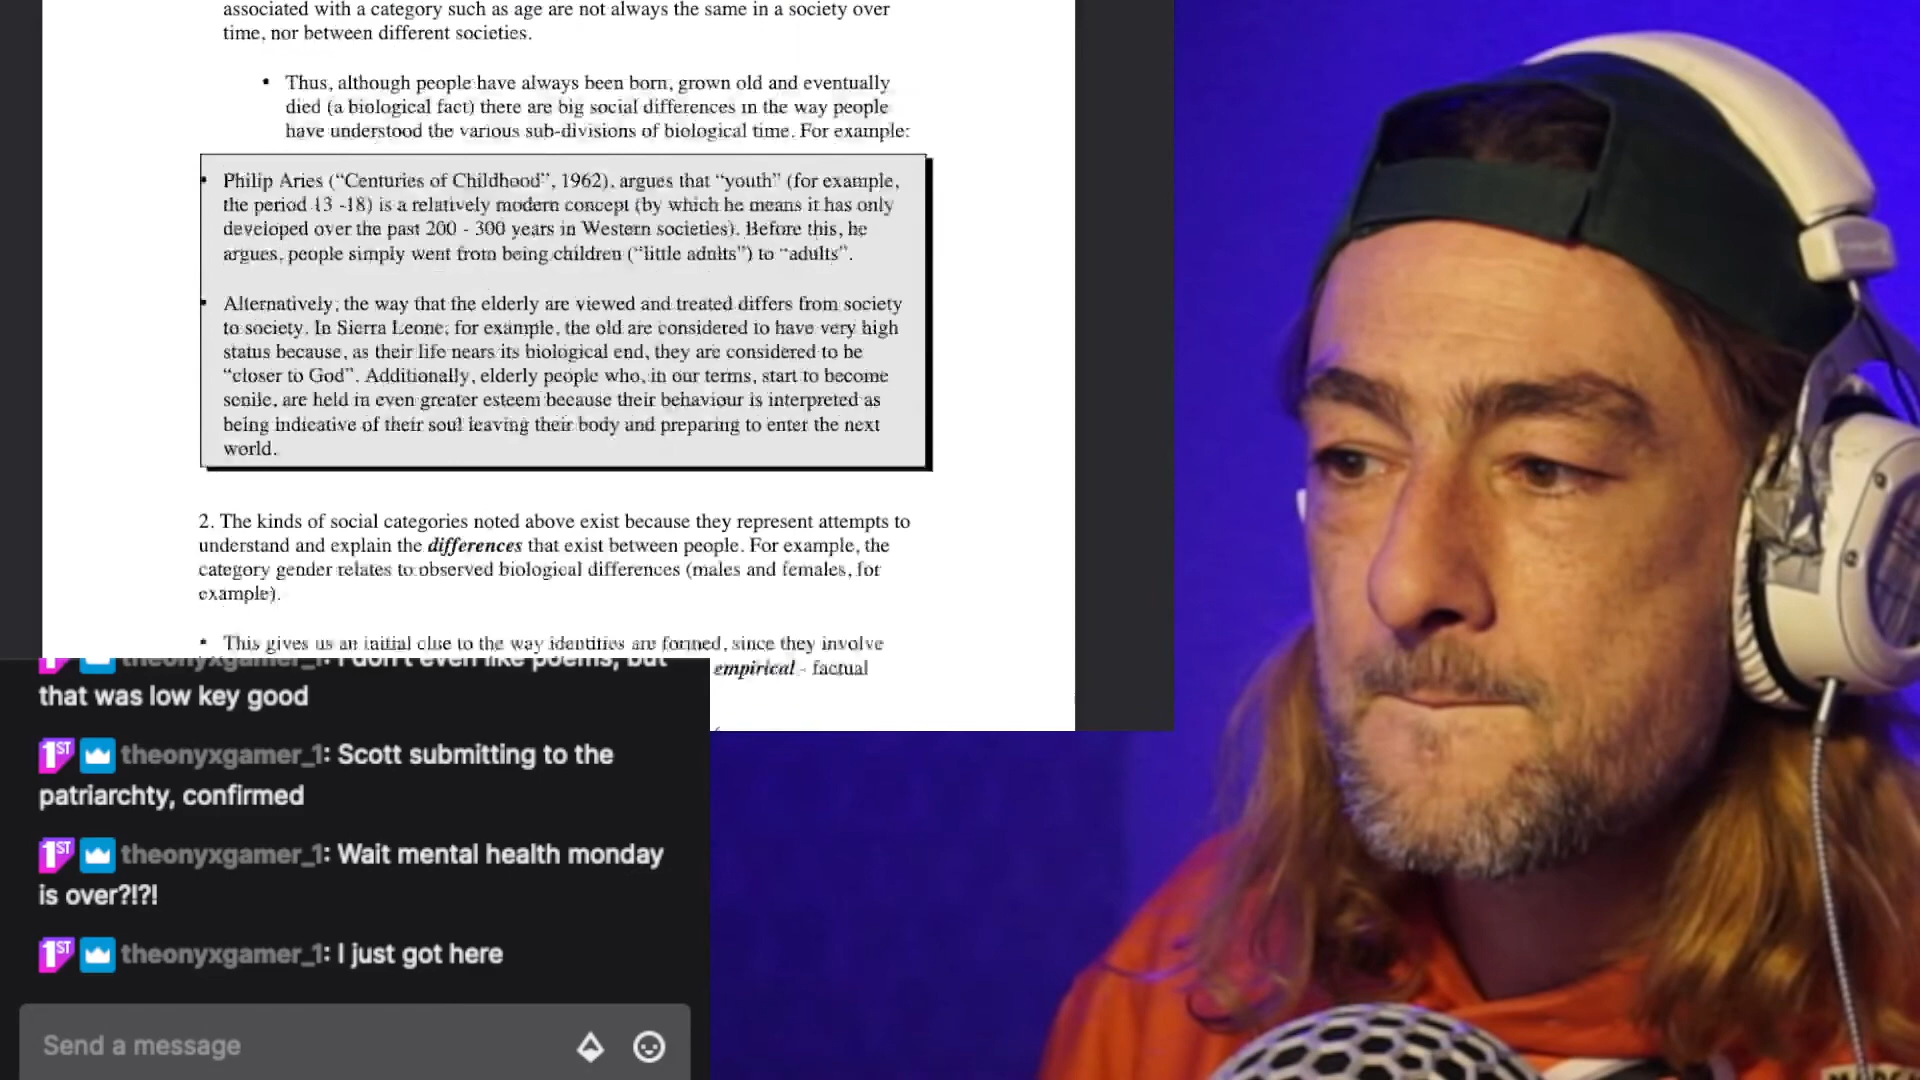 associated with a category such as age are not always the same in a society over
time, nor between different societies.
• Thus, although people have always been born, grown old and eventually
died (a biological fact) there are big social differences in the way people
have understood the various sub-divisions of biological time. For example:
• Philip Aries ("Centuries of Childhood", 1962), argues that "youth" (for example,
the period 13 -18) is a relatively modern concept (by which he means it has only
developed over the past 200 - 300 years in Western societies). Before this, he
argues, people simply went from being children ("little adults") to "adults".
• Alternatively, the way that the elderly are viewed and treated differs from society
to society. In Sierra Leone, for example, the old are considered to have very high
status because, as their life nears its biological end, they are considered to be
"closer to God". Additionally, elderly people who, in our terms, start to become
senile, are held in even greater esteem because their behaviour is interpreted as
being indicative of their soul leaving their body and preparing to enter the next
world.
2. The kinds of social categories noted above exist because they represent attempts to
understand and explain the differences that exist between people. For example, the
category gender relates to observed biological differences (males and females, for
example).
• This gives us an initial clue to the way identities are formed, since they involve
empirical - factual
theonyxgamer_1: I don't even like poems, but
that was low key good
1ST theonyxgamer_1: Scott submitting to the
patriarchty, confirmed
1ST theonyxgamer_1: Wait mental health monday
is over?!?!
1ST theonyxgamer_1: I just got here
Send a message